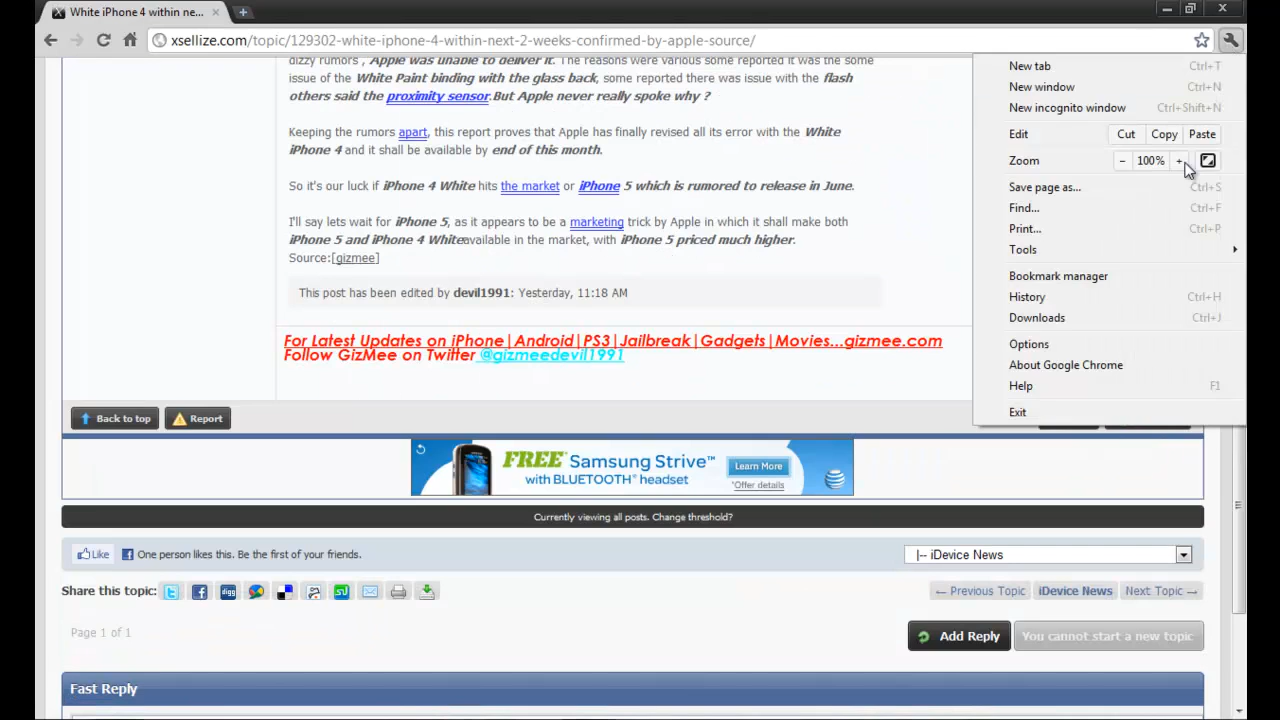 White iPhone 4 within ne...
xsellize.com/topic/129302-white-iphone-4-within-next-2-weeks-confirmed-by-apple-source/
dizzy rumors , Apple was unable to deliver it. The reasons were various some reported it was the some
issue of the White Paint binding with the glass back, some reported there was issue with the flash
others said the proximity sensor.But Apple never really spoke why ?
Keeping the rumors apart, this report proves that Apple has finally revised all its error with the White
iPhone 4 and it shall be available by end of this month.
So it's our luck if iPhone 4 White hits the market or iPhone 5 which is rumored to release in June.
I'll say lets wait for iPhone 5, as it appears to be a marketing trick by Apple in which it shall make both
iPhone 5 and iPhone 4 White available in the market, with iPhone 5 priced much higher.
Source:[gizmee]
This post has been edited by devil1991: Yesterday, 11:18 AM
For Latest Updates on iPhone|Android|PS3|Jailbreak|Gadgets|Movies...gizmee.com
Follow GizMee on Twitter @gizmeedevil1991
New tab Ctrl+T
New window Ctrl+N
New incognito window Ctrl+Shift+N
Edit Cut Copy Paste
Zoom − 100% +
Save page as... Ctrl+S
Find... Ctrl+F
Print... Ctrl+P
Tools
Bookmark manager
History Ctrl+H
Downloads Ctrl+J
Options
About Google Chrome
Help F1
Exit
Back to top Report
FREE Samsung Strive™
with BLUETOOTH® headset
Learn More
*Offer details
at&t
Currently viewing all posts. Change threshold?
Like One person likes this. Be the first of your friends.
|-- iDevice News
Share this topic:
digg
← Previous Topic iDevice News Next Topic →
Page 1 of 1
Add Reply You cannot start a new topic
Fast Reply